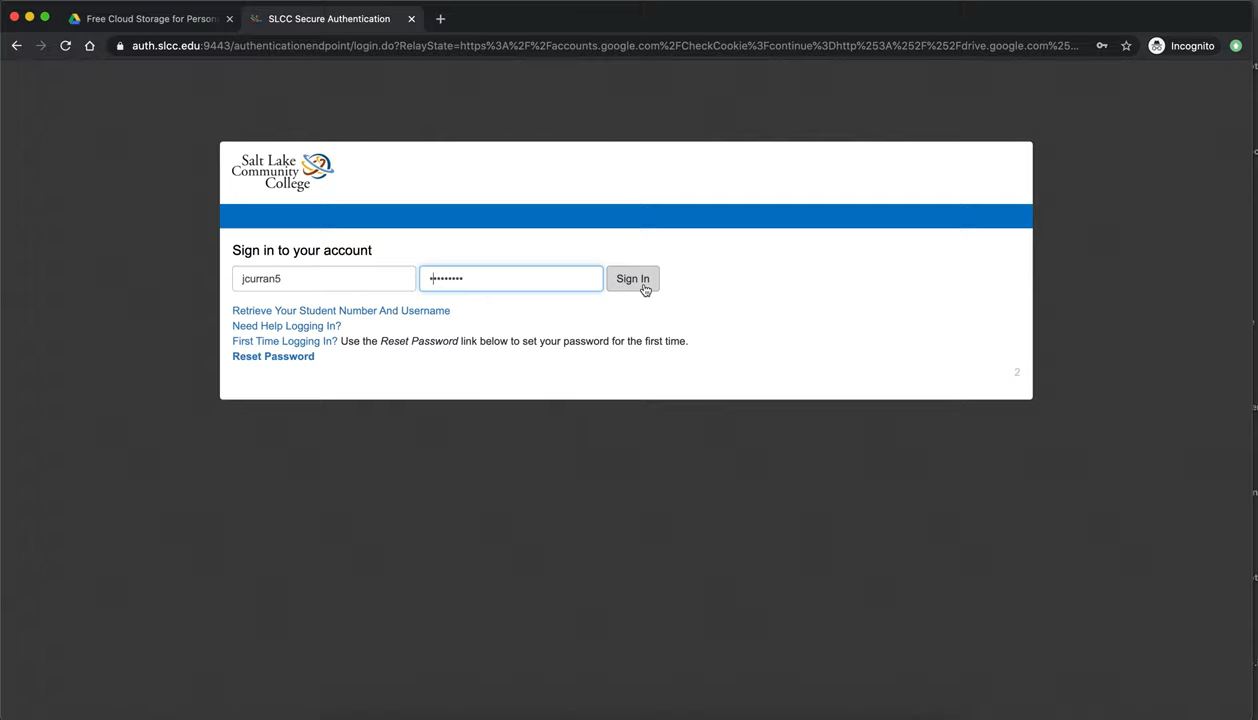 Free Cloud Storage for Person
SLCC Secure Authentication
auth.slcc.edu:9443/authenticationendpoint/login.do?RelayState=https%3A%2F%2Faccounts.google.com%2FCheckCookie%3Fcontinue%3Dhttp%253A%252F%252Fdrive.google.com%25...
Incognito
Salt Lake
Community
College
Sign in to your account
jcurran5
Sign In
Retrieve Your Student Number And Username
Need Help Logging In?
First Time Logging In? Use the Reset Password link below to set your password for the first time.
Reset Password
2